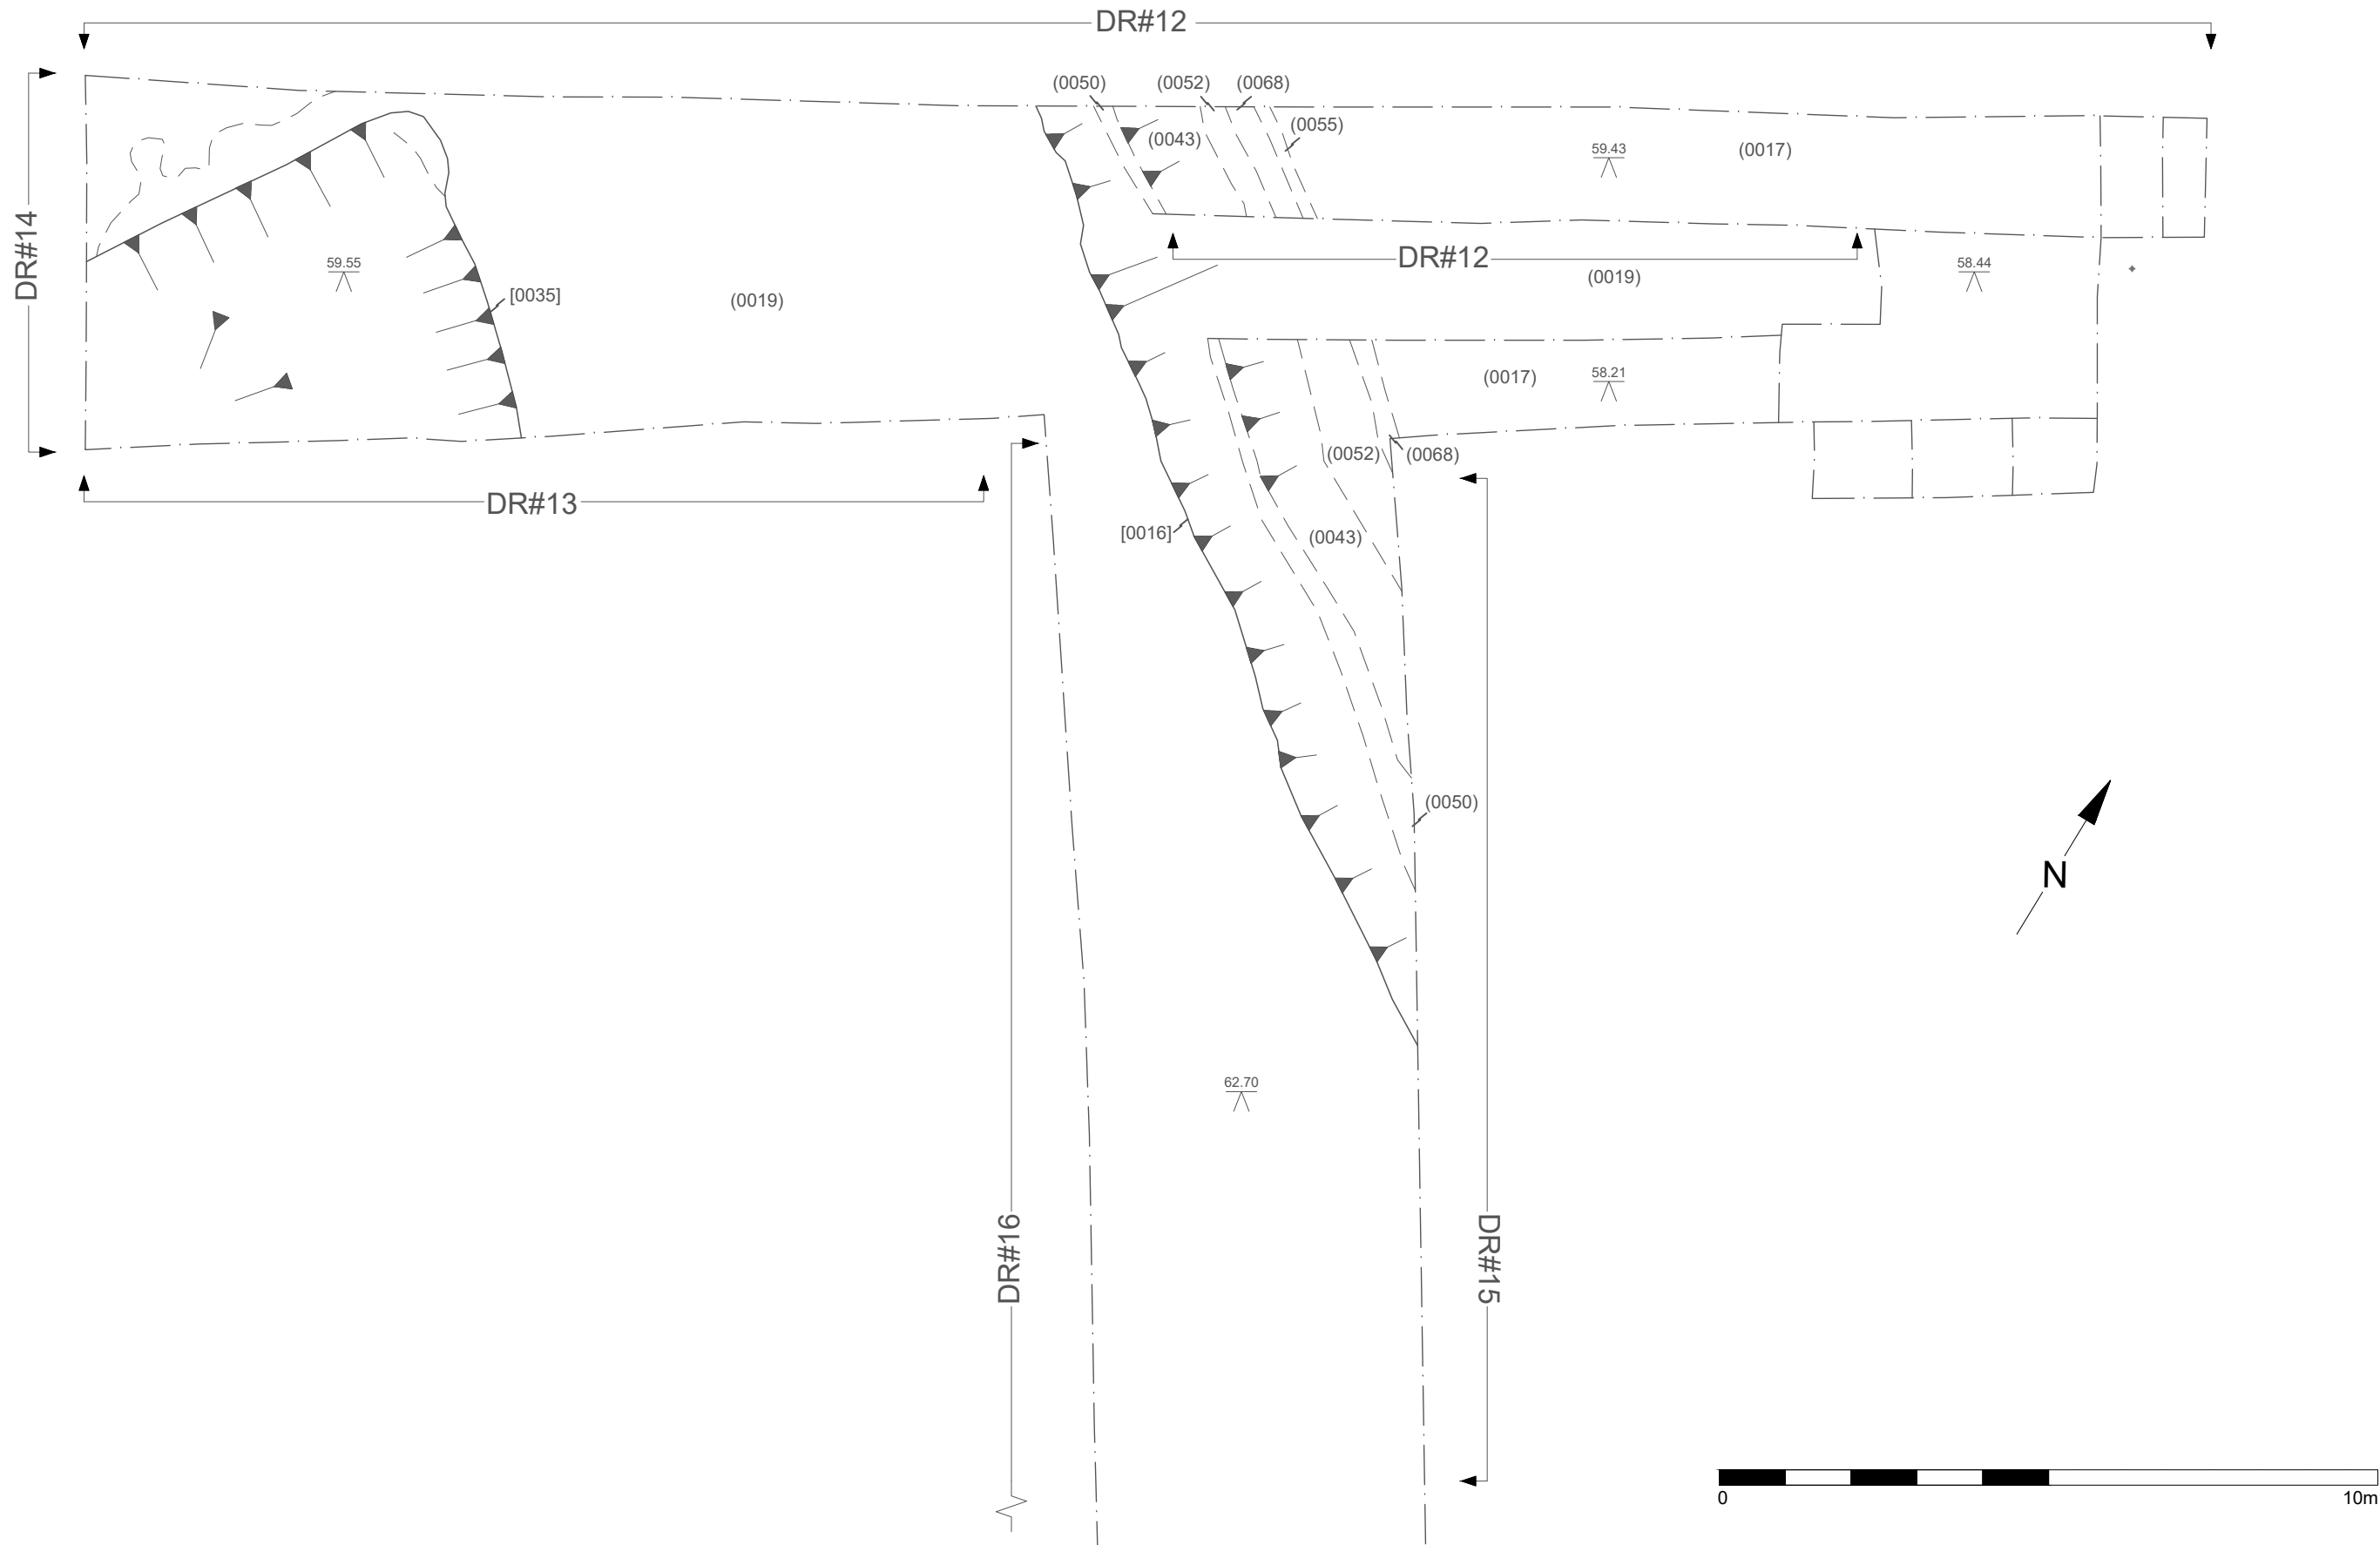 DR#12
(0050)
(0052)
(0068)
(0055)
(0043)
59.43
(0017)
DR#14
59.55
[0035]
(0019)
DR#12
(0019)
58.44
(0017)
58.21
(0052)
(0068)
DR#13
[0016]
(0043)
(0050)
N
62.70
DR#16
DR#15
0
10m